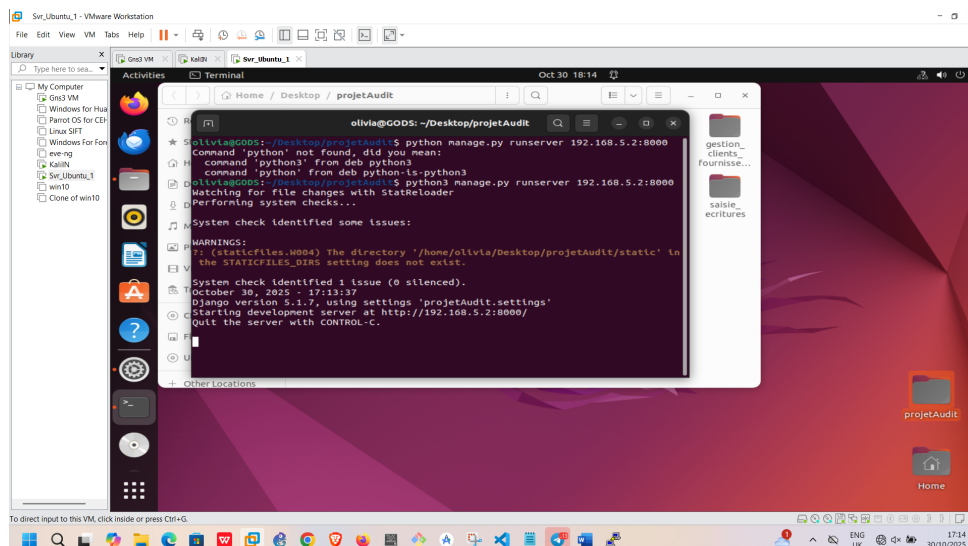 Svr_Ubuntu_1 - VMware Workstation
File Edit View VM Tabs Help
Library X
Type here to sea...
My Computer
Gns3 VM
Windows for Hua
Parrot OS for CEH
Linux SIFT
Windows For Fore
eve-ng
KaliIN
Svr_Ubuntu_1
win10
Clone of win10
Gns3 VM KaliIN Svr_Ubuntu_1
Activities Terminal Oct 30 18:14
Home / Desktop / projetAudit
olivia@GODS: ~/Desktop/projetAudit
olivia@GODS:~/Desktop/projetAudit$ python manage.py runserver 192.168.5.2:8000
Command 'python' not found, did you mean:
command 'python3' from deb python3
command 'python' from deb python-is-python3
olivia@GODS:~/Desktop/projetAudit$ python3 manage.py runserver 192.168.5.2:8000
Watching for file changes with StatReloader
Performing system checks...
System check identified some issues:
WARNINGS:
?: (staticfiles.W004) The directory '/home/olivia/Desktop/projetAudit/static' in
the STATICFILES_DIRS setting does not exist.
System check identified 1 issue (0 silenced).
October 30, 2025 - 17:13:37
Django version 5.1.7, using settings 'projetAudit.settings'
Starting development server at http://192.168.5.2:8000/
Quit the server with CONTROL-C.
gestion_
clients_
fournisse...
saisie_
ecritures
+ Other Locations
projetAudit
Home
To direct input to this VM, click inside or press Ctrl+G.
ENG
UK
17:14
30/10/2025